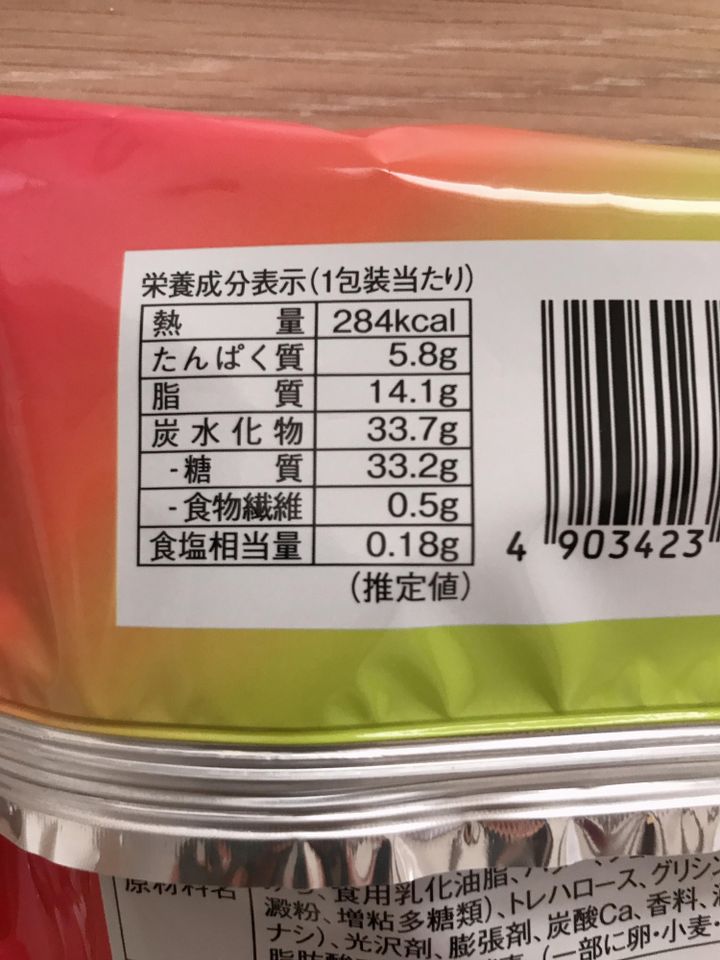 栄養成分表示(1包装当たり)
熱量 284kcal
たんぱく質 5.8g
脂質 14.1g
炭水化物 33.7g
-糖質 33.2g
-食物繊維 0.5g
食塩相当量 0.18g
(推定値)
4 903423
原材料名
食用乳化油脂、
澱粉、増粘多糖類)、トレハロース、グリシン
ナシ)、光沢剤、膨張剤、炭酸Ca、香料、
(一部に卵・小麦・